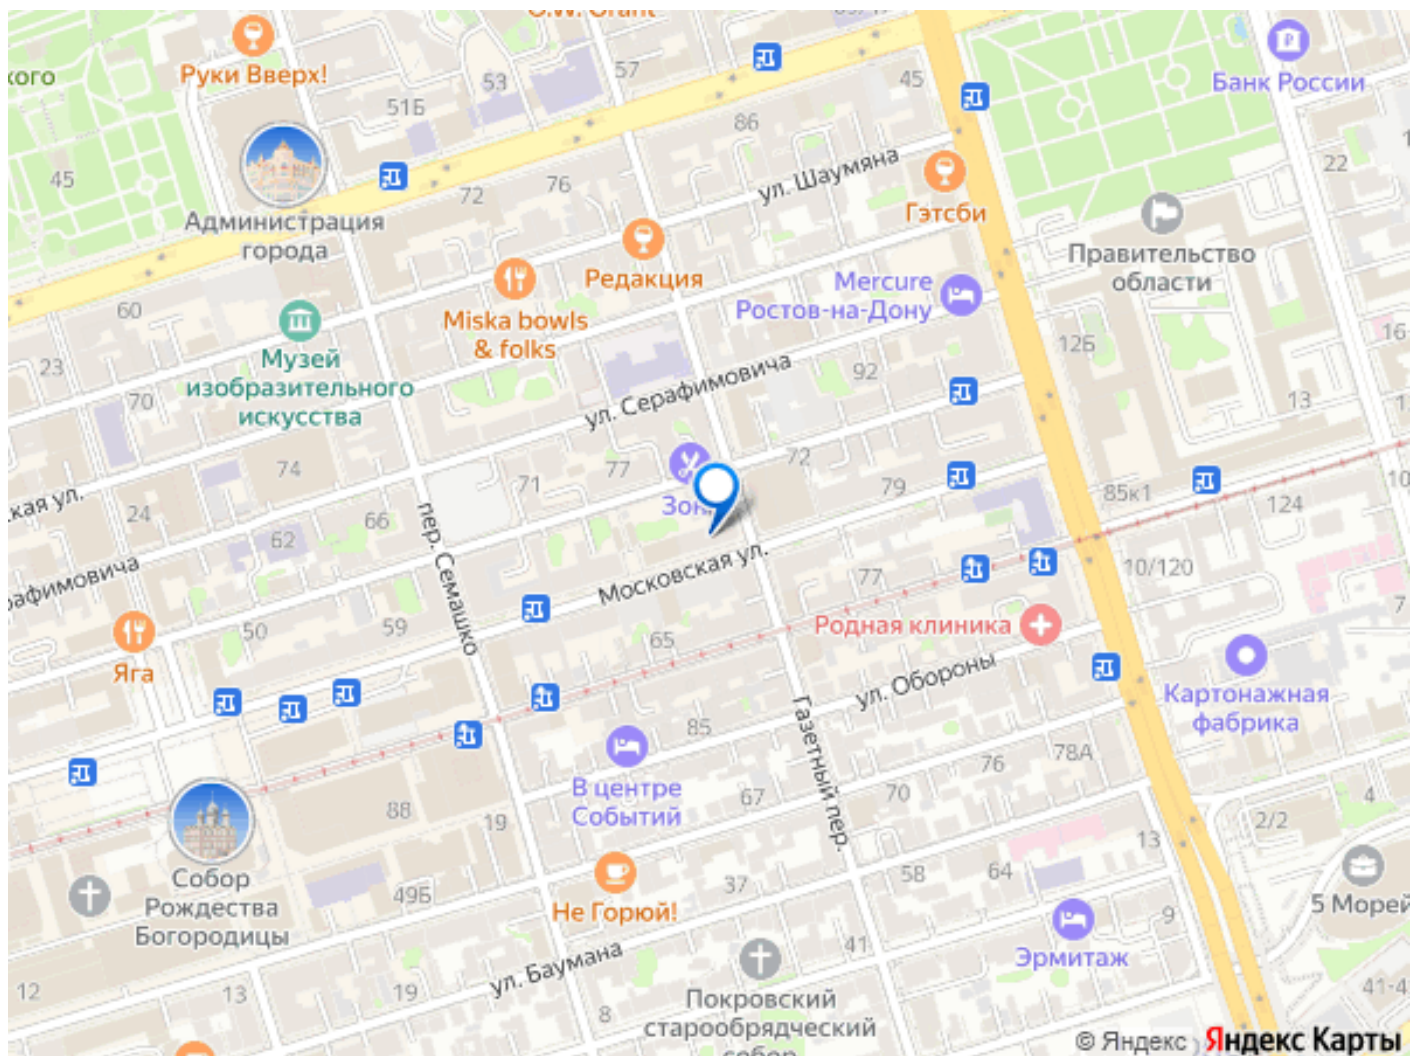 O.W. Grant
кого
Руки Вверх!
53
57
45
Банк России
51Б
86
22
45
72
76
ул. Шаумяна
Гэтсби
Администрация
города
Редакция
Правительство
области
Mercure
Ростов-на-Дону
60
Miska bowls
& folks
16-
23
Музей
изобразительного
искусства
12Б
92
70
ул. Серафимовича
13
74
77
72
71
79
85к1
124
10
ская ул.
24
66
62
пер. Семашко
Московская ул.
77
10/120
7
рафимовича
50
59
65
Родная клиника
Яга
ул. Обороны
Картонажная
фабрика
85
Газетный пер.
78А
76
В центре
Событий
67
70
88
19
4
2/2
13
Собор
Рождества
Богородицы
49Б
37
58
64
Не Горюй!
5 Морей
9
41
Эрмитаж
ул. Баумана
12
13
19
8
41-4
Покровский
старообрядческий
собор
© Яндекс Яндекс Карты